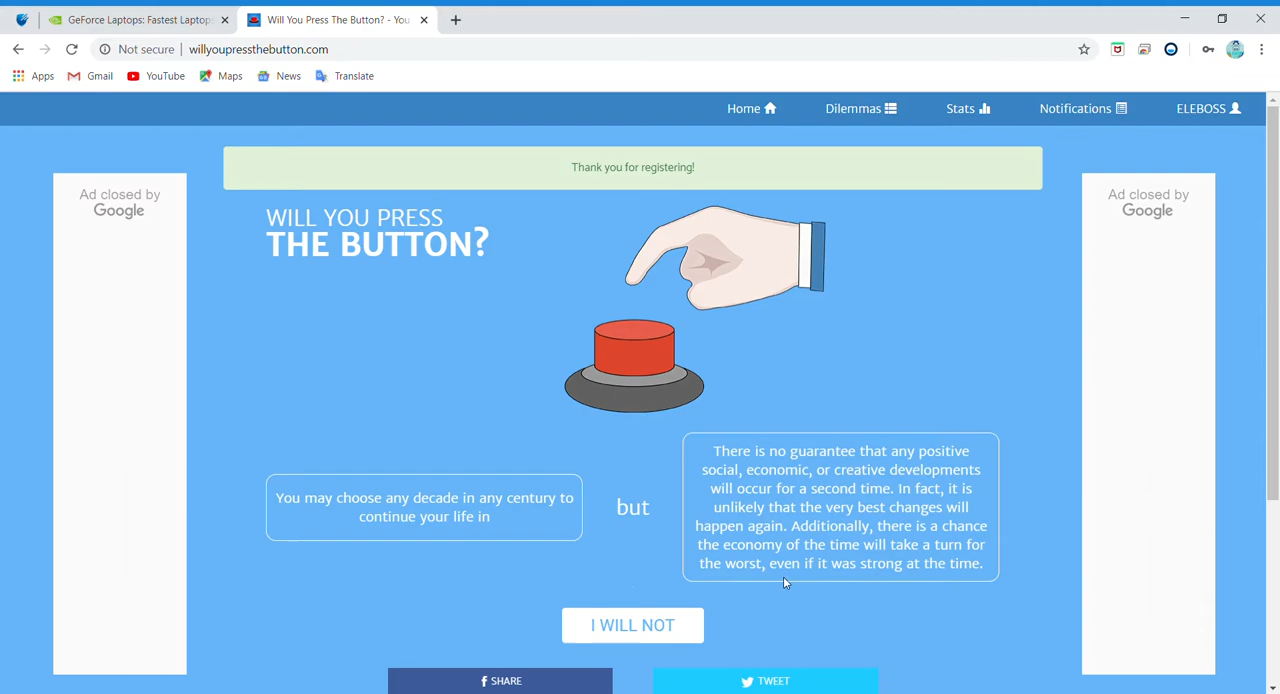 GeForce Laptops: Fastest Laptops
Will You Press The Button? - You
Not secure | willyoupressthebutton.com
Apps Gmail YouTube Maps News Translate
Home Dilemmas Stats Notifications ELEBOSS
Thank you for registering!
Ad closed by
Google
Ad closed by
Google
WILL YOU PRESS
THE BUTTON?
You may choose any decade in any century to
continue your life in
but
There is no guarantee that any positive
social, economic, or creative developments
will occur for a second time. In fact, it is
unlikely that the very best changes will
happen again. Additionally, there is a chance
the economy of the time will take a turn for
the worst, even if it was strong at the time.
I WILL NOT
SHARE
TWEET